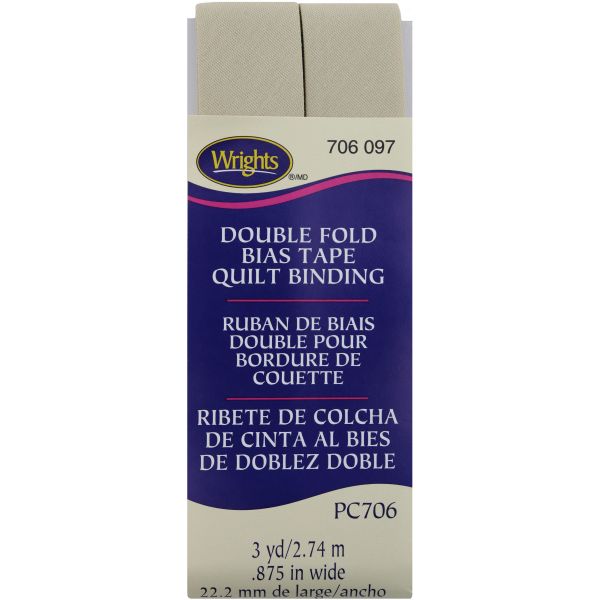 Wrights
®/MD
706 097
DOUBLE FOLD
BIAS TAPE
QUILT BINDING
RUBAN DE BIAIS
DOUBLE POUR
BORDURE DE
COUETTE
RIBETE DE COLCHA
DE CINTA AL BIES
DE DOBLEZ DOBLE
PC706
3 yd/2.74 m
.875 in wide
22.2 mm de large/ancho